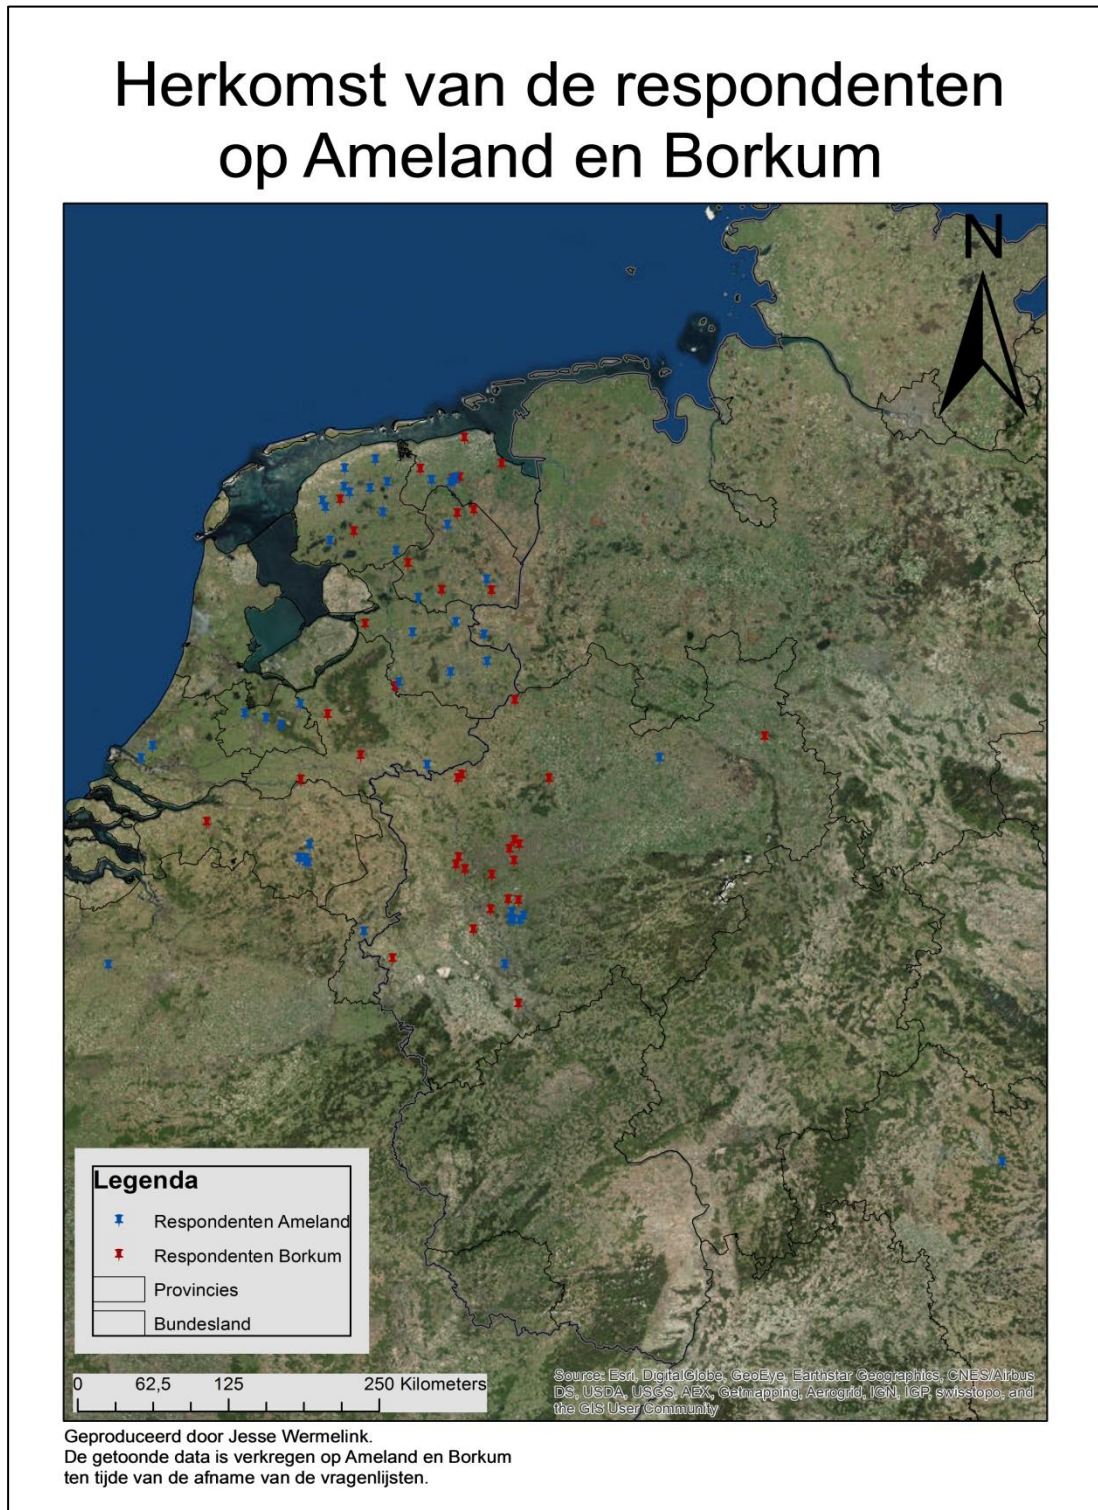 Herkomst van de respondenten
op Ameland en Borkum
N
Legenda
Respondenten Ameland
Respondenten Borkum
Provincies
Bundesland
0 62,5 125 250 Kilometers
Source: Esri, DigitalGlobe, GeoEye, Earthstar Geographics, CNES/Airbus
DS, USDA, USGS, AEX, Getmapping, Aerogrid, IGN, IGP, swisstopo, and
the GIS User Community
Geproduceerd door Jesse Wermelink.
De getoonde data is verkregen op Ameland en Borkum
ten tijde van de afname van de vragenlijsten.